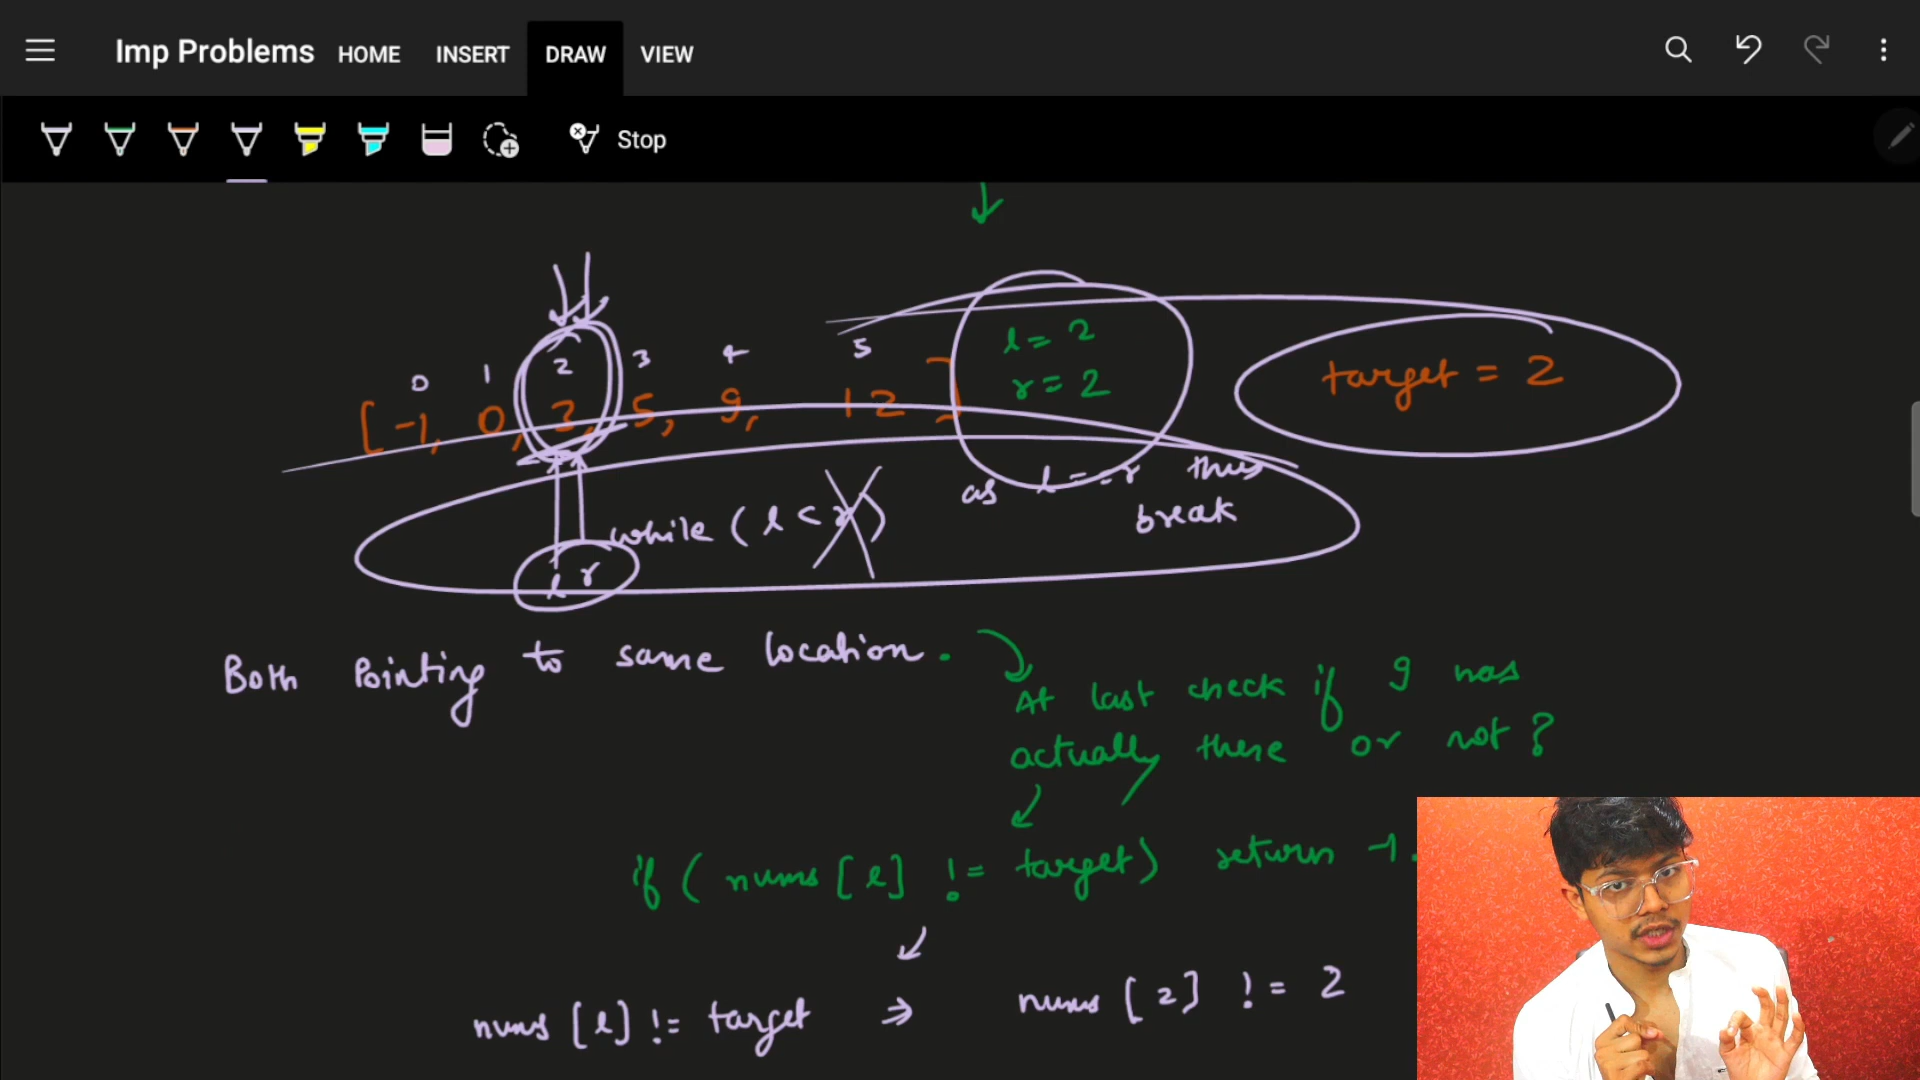 Imp Problems HOME INSERT DRAW VIEW
Stop
0 1 2 3 4 5
[ -1, 0, 3, 5, 9, 12 ]
l = 2
r = 2
target = 2
while ( l < r )
as l == r thus
break
l r
Both Pointing to same location.
At last check if 9 was
actually there or not ?
if ( nums [ l ] != target ) return -1.
nums [ l ] != target ⇒ nums [ 2 ] != 2